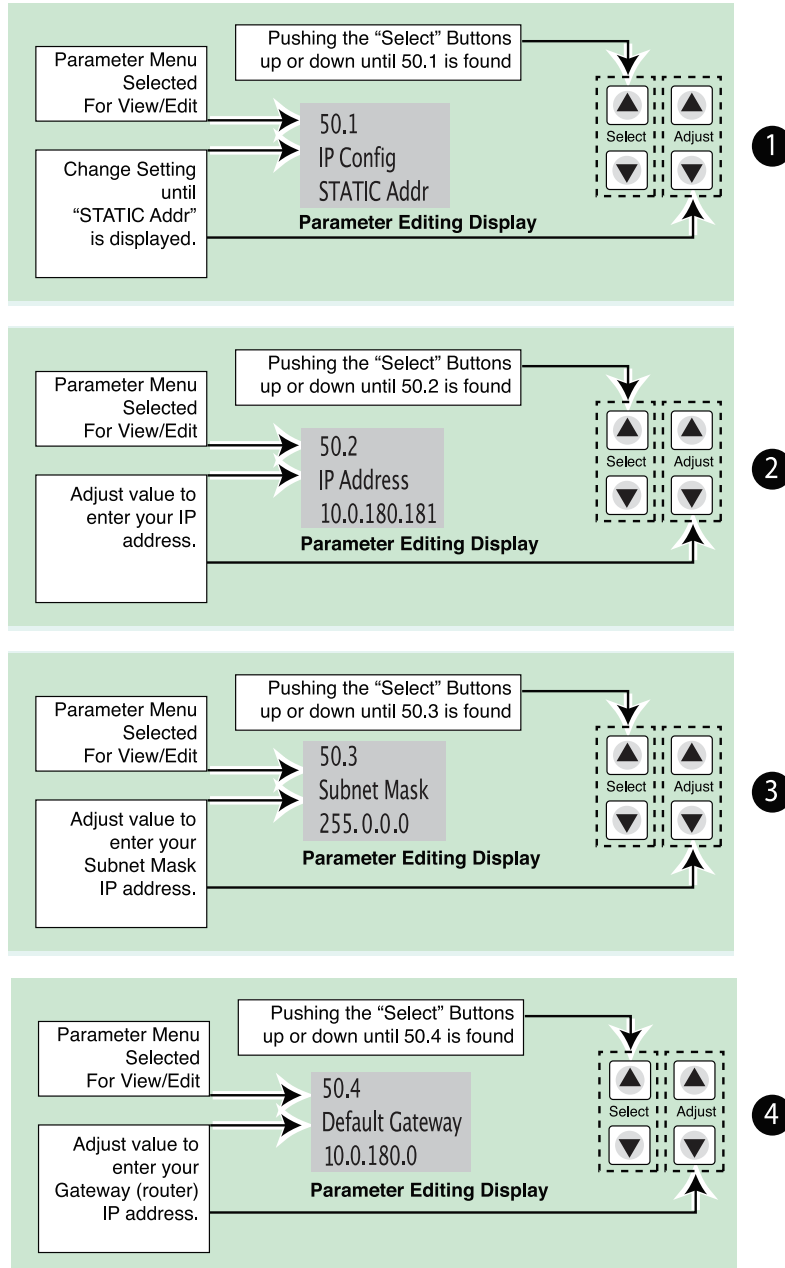 Pushing the “Select” Buttons
up or down until 50.1 is found
Parameter Menu
Selected
For View/Edit
50.1
IP Config
STATIC Addr
Parameter Editing Display
Change Setting
until
“STATIC Addr”
is displayed.
Select
Adjust
1
Pushing the “Select” Buttons
up or down until 50.2 is found
Parameter Menu
Selected
For View/Edit
50.2
IP Address
10.0.180.181
Parameter Editing Display
Adjust value to
enter your IP
address.
Select
Adjust
2
Pushing the “Select” Buttons
up or down until 50.3 is found
Parameter Menu
Selected
For View/Edit
50.3
Subnet Mask
255.0.0.0
Parameter Editing Display
Adjust value to
enter your
Subnet Mask
IP address.
Select
Adjust
3
Pushing the “Select” Buttons
up or down until 50.4 is found
Parameter Menu
Selected
For View/Edit
50.4
Default Gateway
10.0.180.0
Parameter Editing Display
Adjust value to
enter your
Gateway (router)
IP address.
Select
Adjust
4